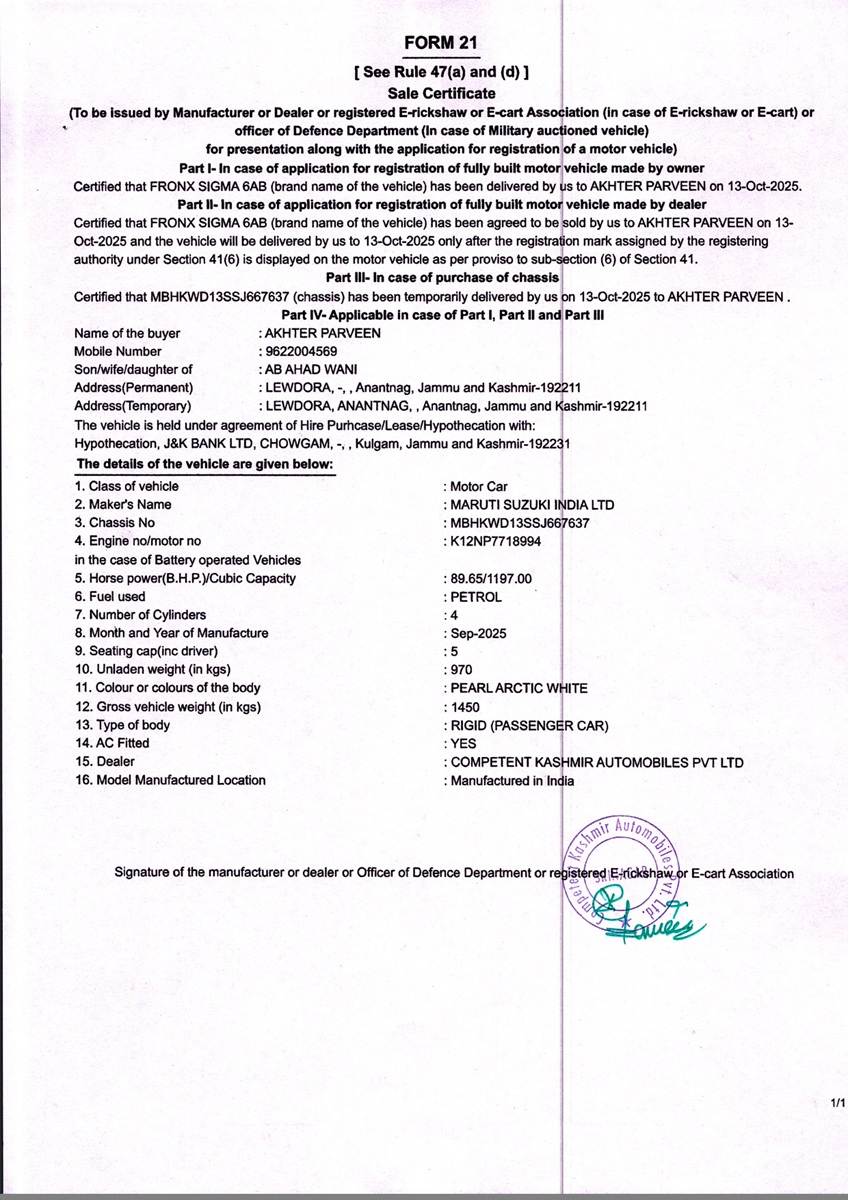 FORM 21
[ See Rule 47(a) and (d) ]
Sale Certificate
(To be issued by Manufacturer or Dealer or registered E-rickshaw or E-cart Association (in case of E-rickshaw or E-cart) or
officer of Defence Department (In case of Military auctioned vehicle)
for presentation along with the application for registration of a motor vehicle)
Part I- In case of application for registration of fully built motor vehicle made by owner
Certified that FRONX SIGMA 6AB (brand name of the vehicle) has been delivered by us to AKHTER PARVEEN on 13-Oct-2025.
Part II- In case of application for registration of fully built motor vehicle made by dealer
Certified that FRONX SIGMA 6AB (brand name of the vehicle) has been agreed to be sold by us to AKHTER PARVEEN on 13-
Oct-2025 and the vehicle will be delivered by us to 13-Oct-2025 only after the registration mark assigned by the registering
authority under Section 41(6) is displayed on the motor vehicle as per proviso to sub-section (6) of Section 41.
Part III- In case of purchase of chassis
Certified that MBHKWD13SSJ667637 (chassis) has been temporarily delivered by us on 13-Oct-2025 to AKHTER PARVEEN .
Part IV- Applicable in case of Part I, Part II and Part III
Name of the buyer : AKHTER PARVEEN
Mobile Number : 9622004569
Son/wife/daughter of : AB AHAD WANI
Address(Permanent) : LEWDORA, -, , Anantnag, Jammu and Kashmir-192211
Address(Temporary) : LEWDORA, ANANTNAG, , Anantnag, Jammu and Kashmir-192211
The vehicle is held under agreement of Hire Purhcase/Lease/Hypothecation with:
Hypothecation, J&K BANK LTD, CHOWGAM, -, , Kulgam, Jammu and Kashmir-192231
The details of the vehicle are given below:
1. Class of vehicle : Motor Car
2. Maker's Name : MARUTI SUZUKI INDIA LTD
3. Chassis No : MBHKWD13SSJ667637
4. Engine no/motor no : K12NP7718994
in the case of Battery operated Vehicles
5. Horse power(B.H.P.)/Cubic Capacity : 89.65/1197.00
6. Fuel used : PETROL
7. Number of Cylinders : 4
8. Month and Year of Manufacture : Sep-2025
9. Seating cap(inc driver) : 5
10. Unladen weight (in kgs) : 970
11. Colour or colours of the body : PEARL ARCTIC WHITE
12. Gross vehicle weight (in kgs) : 1450
13. Type of body : RIGID (PASSENGER CAR)
14. AC Fitted : YES
15. Dealer : COMPETENT KASHMIR AUTOMOBILES PVT LTD
16. Model Manufactured Location : Manufactured in India
Competent Kashmir Automobiles Pvt. Ltd.
Signature of the manufacturer or dealer or Officer of Defence Department or registered E-rickshaw or E-cart Association
1/1